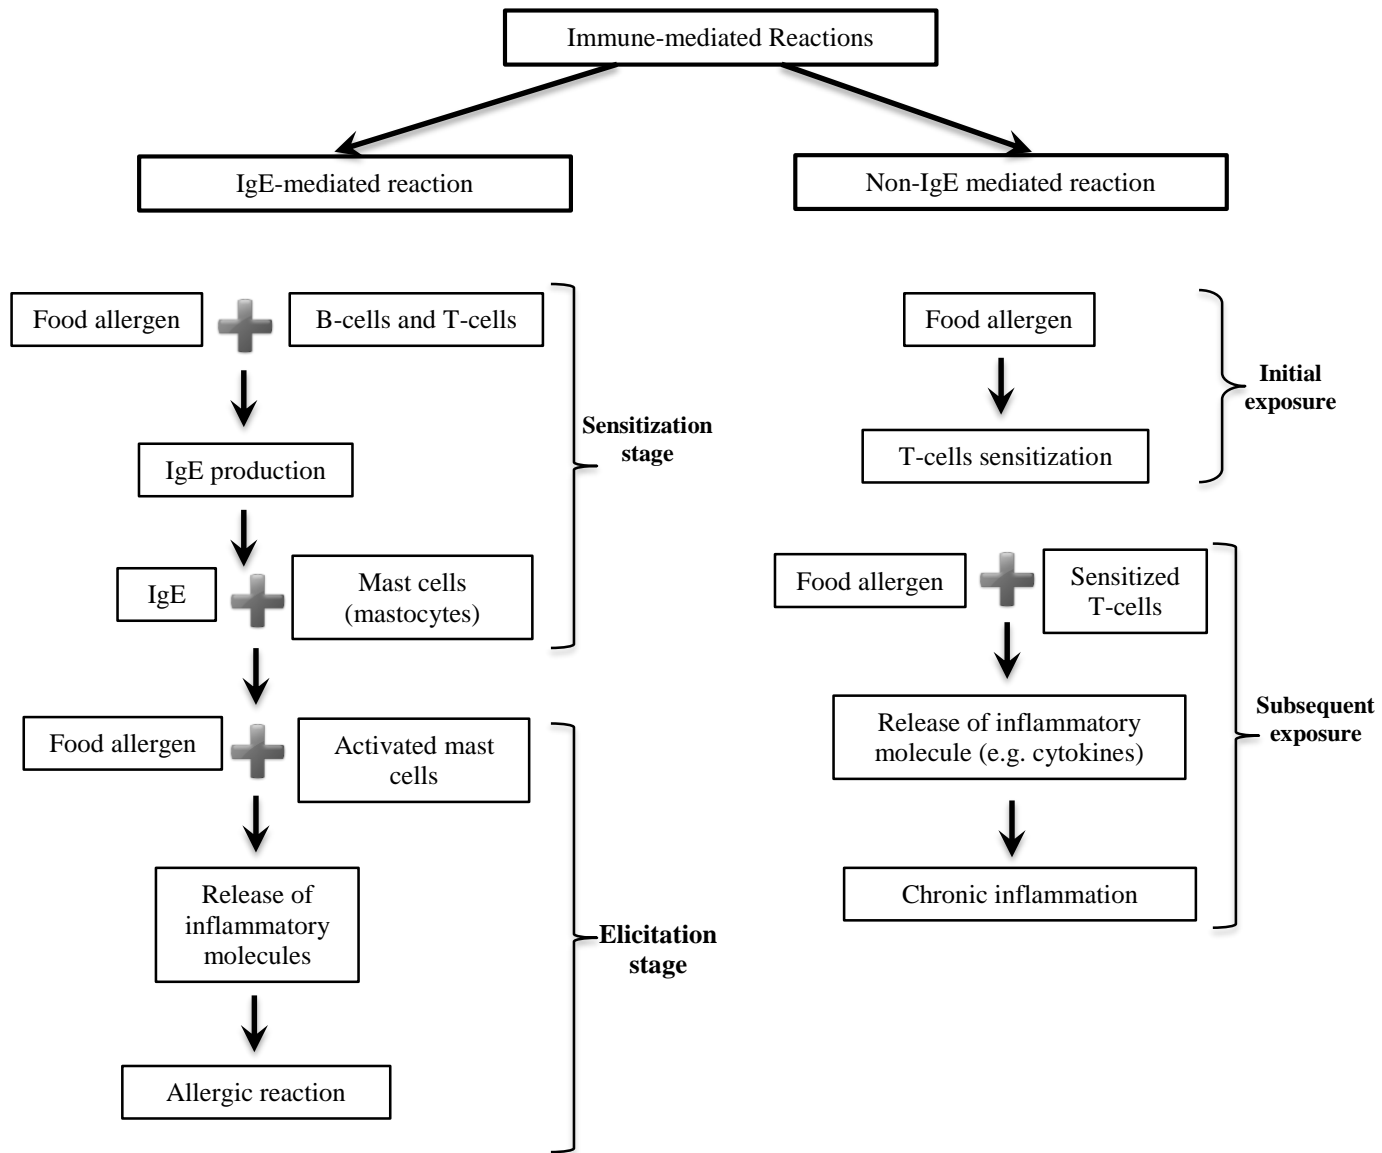 Immune-mediated Reactions
IgE-mediated reaction
Non-IgE mediated reaction
Food allergen
B-cells and T-cells
IgE production
IgE
Mast cells
(mastocytes)
Sensitization
stage
Food allergen
Activated mast
cells
Release of
inflammatory
molecules
Allergic reaction
Elicitation
stage
Food allergen
T-cells sensitization
Initial
exposure
Food allergen
Sensitized
T-cells
Release of inflammatory
molecule (e.g. cytokines)
Chronic inflammation
Subsequent
exposure